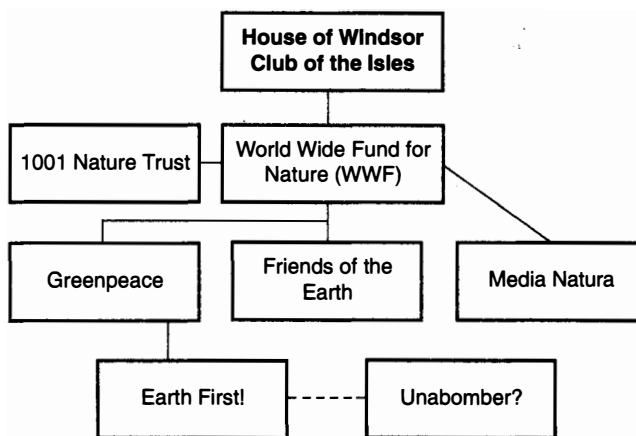 House of Windsor
Club of the Isles
1001 Nature Trust
World Wide Fund for
Nature (WWF)
Greenpeace
Friends of the
Earth
Media Natura
Earth First!
Unabomber?